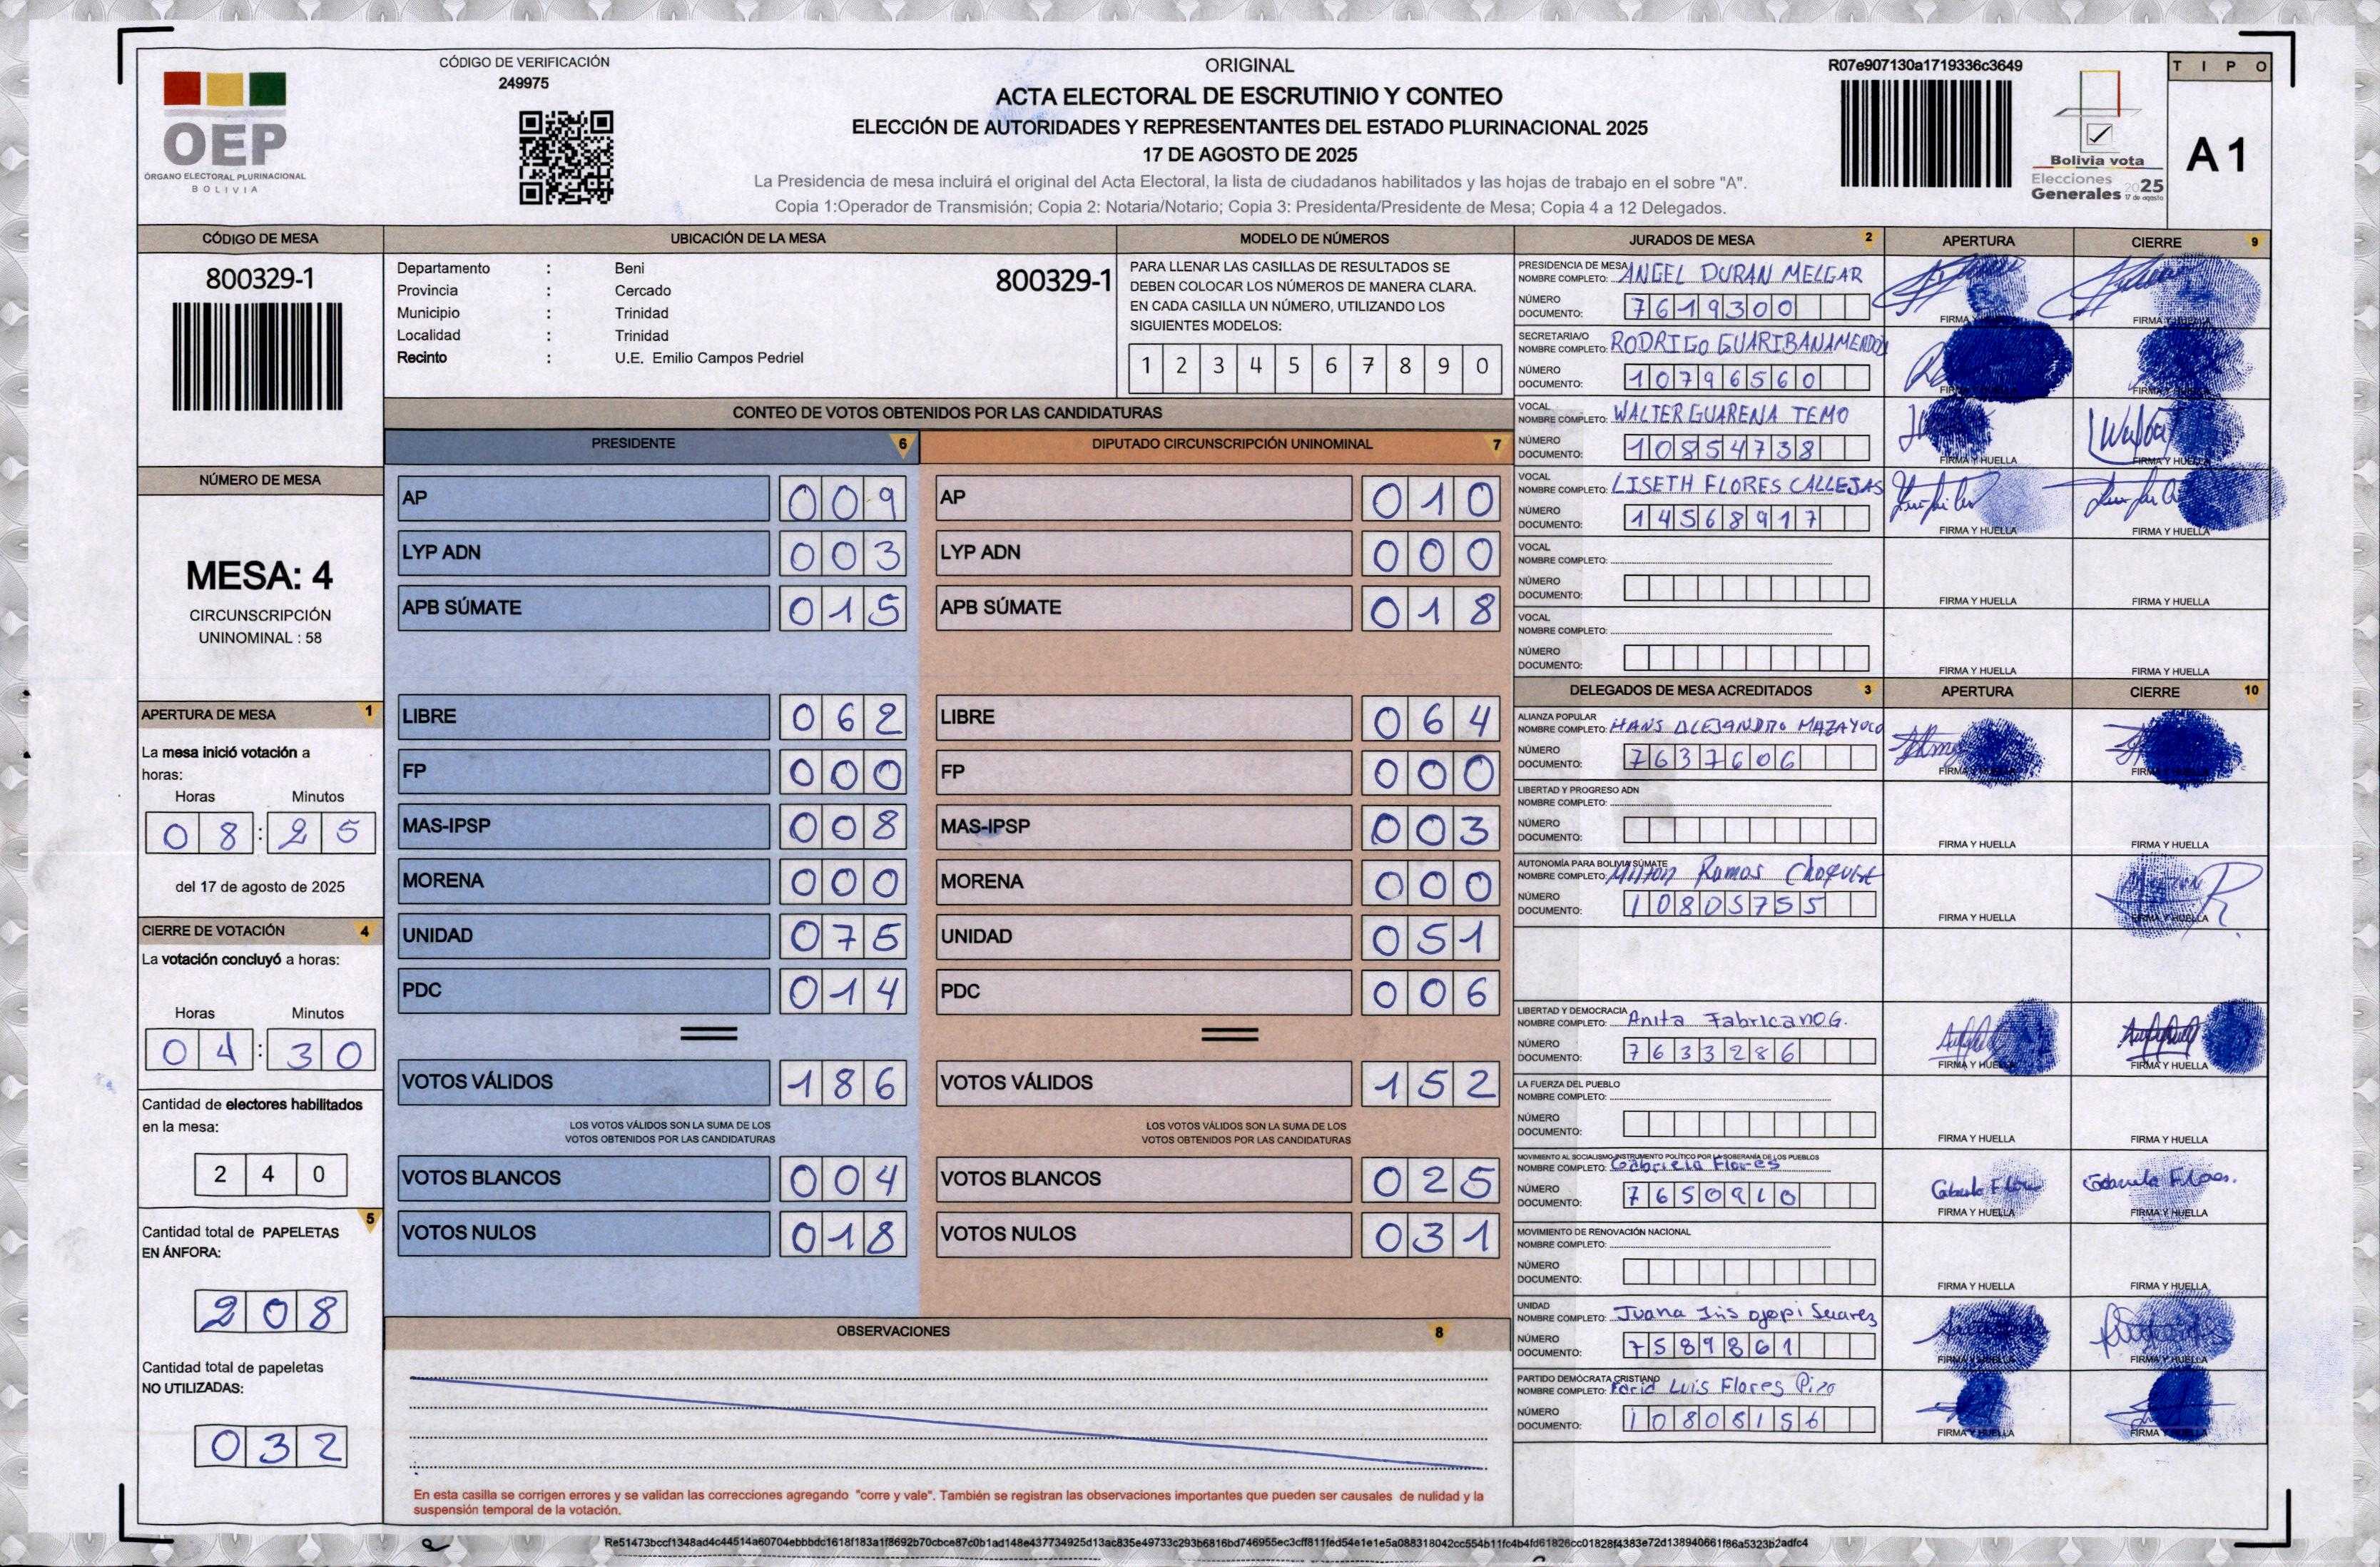 CÓDIGO DE VERIFICACIÓN
249975
OEP
ÓRGANO ELECTORAL PLURINACIONAL
BOLIVIA
ORIGINAL
ACTA ELECTORAL DE ESCRUTINIO Y CONTEO
ELECCIÓN DE AUTORIDADES Y REPRESENTANTES DEL ESTADO PLURINACIONAL 2025
17 DE AGOSTO DE 2025
La Presidencia de mesa incluirá el original del Acta Electoral, la lista de ciudadanos habilitados y las hojas de trabajo en el sobre "A".
Copia 1:Operador de Transmisión; Copia 2: Notaria/Notario; Copia 3: Presidenta/Presidente de Mesa; Copia 4 a 12 Delegados.
R07e907130a1719336c3649
Bolivia vota
Elecciones
Generales 2025
17 de agosto
TIPO
A1
CÓDIGO DE MESA
800329-1
NÚMERO DE MESA
MESA: 4
CIRCUNSCRIPCIÓN
UNINOMINAL : 58
APERTURA DE MESA 1
La mesa inició votación a
horas:
Horas Minutos
08:25
del 17 de agosto de 2025
CIERRE DE VOTACIÓN 4
La votación concluyó a horas:
Horas Minutos
04:30
Cantidad de electores habilitados
en la mesa:
240
5
Cantidad total de PAPELETAS
EN ÁNFORA:
208
Cantidad total de papeletas
NO UTILIZADAS:
032
UBICACIÓN DE LA MESA
Departamento : Beni
800329-1
Provincia : Cercado
Municipio : Trinidad
Localidad : Trinidad
Recinto : U.E. Emilio Campos Pedriel
MODELO DE NÚMEROS
PARA LLENAR LAS CASILLAS DE RESULTADOS SE
DEBEN COLOCAR LOS NÚMEROS DE MANERA CLARA.
EN CADA CASILLA UN NÚMERO, UTILIZANDO LOS
SIGUIENTES MODELOS:
1 2 3 4 5 6 7 8 9 0
CONTEO DE VOTOS OBTENIDOS POR LAS CANDIDATURAS
PRESIDENTE 6
AP 009
LYP ADN 003
APB SÚMATE 015
LIBRE 062
FP 000
MAS-IPSP 008
MORENA 000
UNIDAD 075
PDC 014
VOTOS VÁLIDOS 186
LOS VOTOS VÁLIDOS SON LA SUMA DE LOS
VOTOS OBTENIDOS POR LAS CANDIDATURAS
VOTOS BLANCOS 004
VOTOS NULOS 018
DIPUTADO CIRCUNSCRIPCIÓN UNINOMINAL 7
AP 010
LYP ADN 000
APB SÚMATE 018
LIBRE 064
FP 000
MAS-IPSP 003
MORENA 000
UNIDAD 051
PDC 006
VOTOS VÁLIDOS 152
LOS VOTOS VÁLIDOS SON LA SUMA DE LOS
VOTOS OBTENIDOS POR LAS CANDIDATURAS
VOTOS BLANCOS 025
VOTOS NULOS 031
OBSERVACIONES 8
En esta casilla se corrigen errores y se validan las correcciones agregando "corre y vale". También se registran las observaciones importantes que pueden ser causales de nulidad y la
suspensión temporal de la votación.
JURADOS DE MESA 2 APERTURA CIERRE 9
PRESIDENCIA DE MESA
NOMBRE COMPLETO: ANGEL DURAN MELGAR
NÚMERO
DOCUMENTO: 7619300
FIRMA FIRMA
SECRETARIA/O
NOMBRE COMPLETO: RODRIGO
NÚMERO
DOCUMENTO: 10796560
VOCAL
NOMBRE COMPLETO: WALTER GUARENA TEMO
NÚMERO
DOCUMENTO: 10854738
FIRMA Y HUELLA FIRMA Y HUELLA
VOCAL
NOMBRE COMPLETO: LISETH FLORES CALLEJAS
NÚMERO
DOCUMENTO: 14568917
FIRMA Y HUELLA FIRMA Y HUELLA
VOCAL
NOMBRE COMPLETO:
NÚMERO
DOCUMENTO:
FIRMA Y HUELLA FIRMA Y HUELLA
VOCAL
NOMBRE COMPLETO:
NÚMERO
DOCUMENTO:
FIRMA Y HUELLA FIRMA Y HUELLA
DELEGADOS DE MESA ACREDITADOS 3 APERTURA CIERRE 10
ALIANZA POPULAR
NOMBRE COMPLETO: HANS ALEJANDRO
NÚMERO
DOCUMENTO: 7637606
LIBERTAD Y PROGRESO ADN
NOMBRE COMPLETO:
NÚMERO
DOCUMENTO:
FIRMA Y HUELLA FIRMA Y HUELLA
AUTONOMÍA PARA BOLIVIA SÚMATE
NOMBRE COMPLETO: Milton Ramos
NÚMERO
DOCUMENTO: 10805755
FIRMA Y HUELLA FIRMA Y HUELLA
LIBERTAD Y DEMOCRACIA
NOMBRE COMPLETO: Anita Fabricano G.
NÚMERO
DOCUMENTO: 7633286
FIRMA Y HUELLA FIRMA Y HUELLA
LA FUERZA DEL PUEBLO
NOMBRE COMPLETO:
NÚMERO
DOCUMENTO:
FIRMA Y HUELLA FIRMA Y HUELLA
MOVIMIENTO AL SOCIALISMO-INSTRUMENTO POLÍTICO POR LA SOBERANÍA DE LOS PUEBLOS
NOMBRE COMPLETO: Gabriela Flores
NÚMERO
DOCUMENTO: 7650910
FIRMA Y HUELLA FIRMA Y HUELLA
MOVIMIENTO DE RENOVACIÓN NACIONAL
NOMBRE COMPLETO:
NÚMERO
DOCUMENTO:
FIRMA Y HUELLA FIRMA Y HUELLA
UNIDAD
NOMBRE COMPLETO: Juana Iris ojopi Suarez
NÚMERO
DOCUMENTO: 7589861
FIRMA Y HUELLA FIRMA Y HUELLA
PARTIDO DEMÓCRATA CRISTIANO
NOMBRE COMPLETO: Farid Luis Flores
NÚMERO
DOCUMENTO: 10808156
FIRMA Y HUELLA FIRMA Y HUELLA